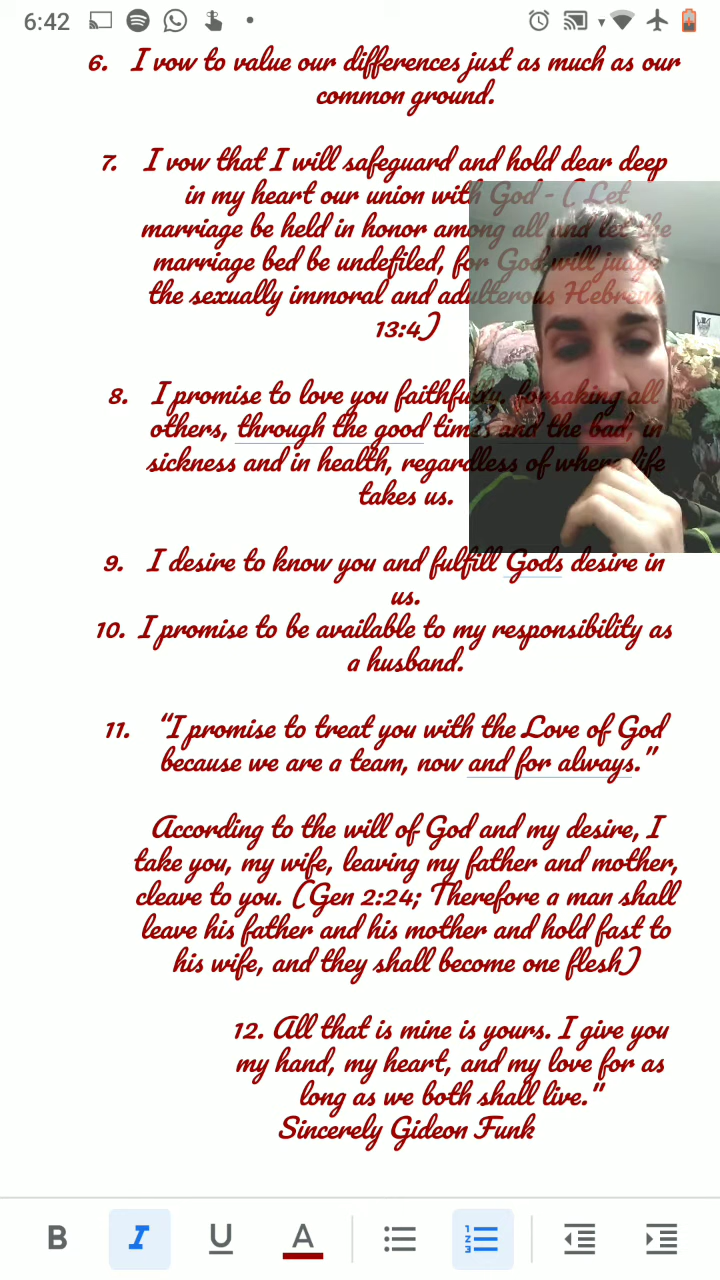 6:42
6. I vow to value our differences just as much as our
common ground.
7. I vow that I will safeguard and hold dear deep
in my heart our union with God - ( Let
marriage be held in honor among all and let the
marriage bed be undefiled, for God will judge
the sexually immoral and adulterous Hebrews
13:4)
8. I promise to love you faithfully, forsaking all
others, through the good times and the bad, in
sickness and in health, regardless of where life
takes us.
9. I desire to know you and fulfill Gods desire in
us.
10. I promise to be available to my responsibility as
a husband.
11. “I promise to treat you with the Love of God
because we are a team, now and for always.”
According to the will of God and my desire, I
take you, my wife, leaving my father and mother,
cleave to you. (Gen 2:24; Therefore a man shall
leave his father and his mother and hold fast to
his wife, and they shall become one flesh)
12. All that is mine is yours. I give you
my hand, my heart, and my love for as
long as we both shall live."
Sincerely Gideon Funk
B I U A